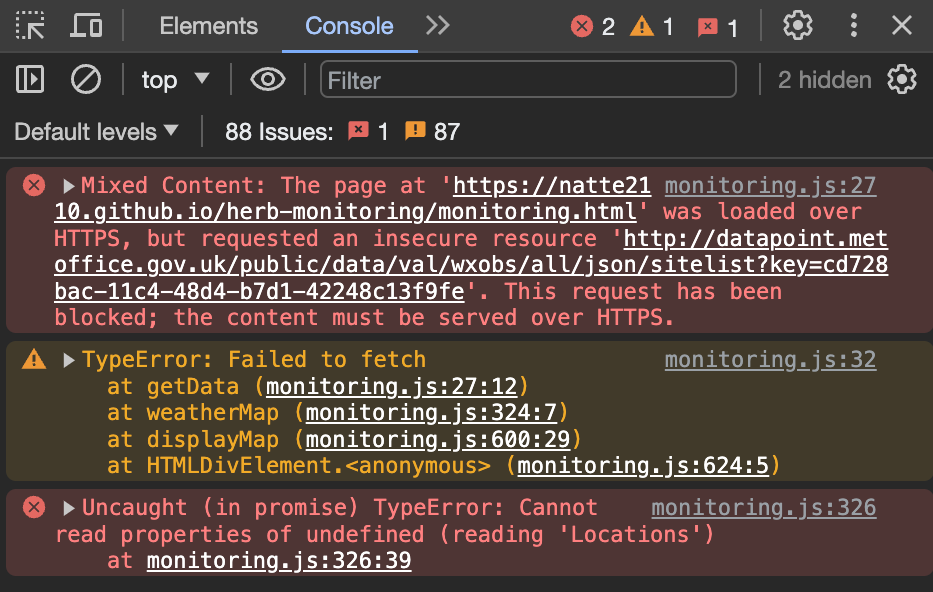 Elements Console 2 1 1
top Filter 2 hidden
Default levels 88 Issues: 1 87
Mixed Content: The page at 'https://natte21 monitoring.js:27
10.github.io/herb-monitoring/monitoring.html' was loaded over
HTTPS, but requested an insecure resource 'http://datapoint.met
office.gov.uk/public/data/val/wxobs/all/json/sitelist?key=cd728
bac-11c4-48d4-b7d1-42248c13f9fe'. This request has been
blocked; the content must be served over HTTPS.
TypeError: Failed to fetch monitoring.js:32
at getData (monitoring.js:27:12)
at weatherMap (monitoring.js:324:7)
at displayMap (monitoring.js:600:29)
at HTMLDivElement.<anonymous> (monitoring.js:624:5)
Uncaught (in promise) TypeError: Cannot monitoring.js:326
read properties of undefined (reading 'Locations')
at monitoring.js:326:39